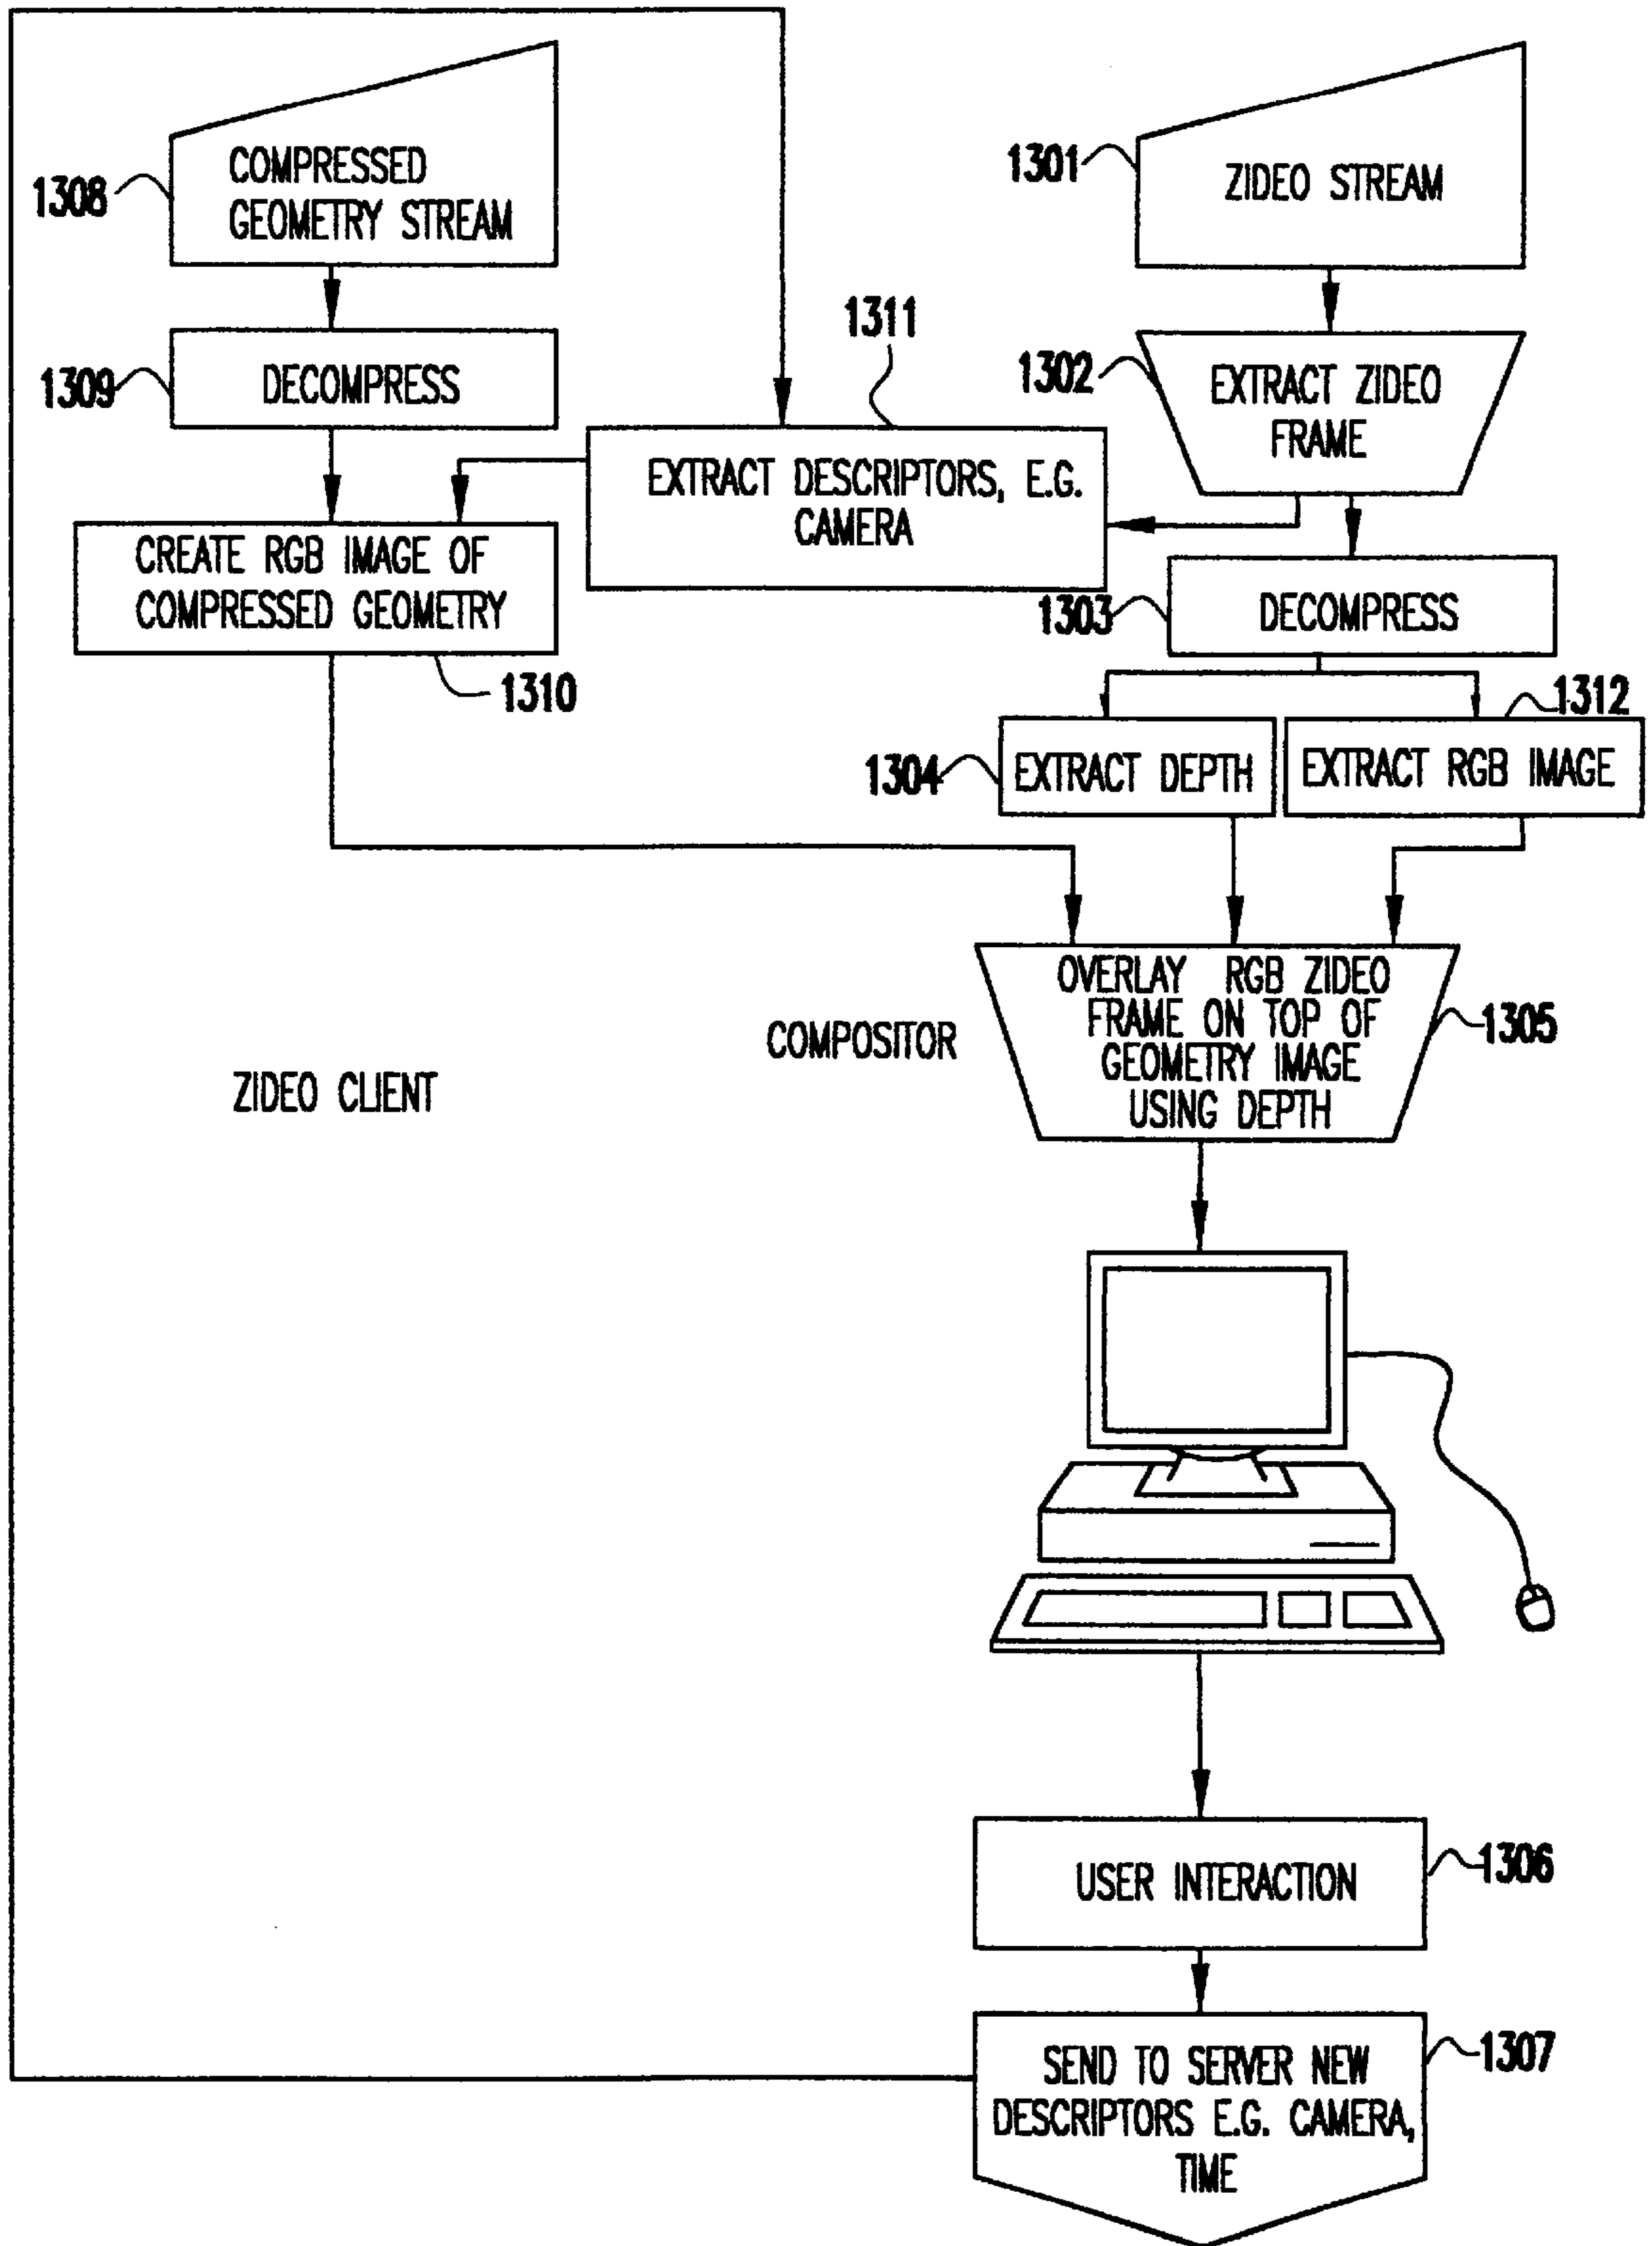 COMPRESSED
GEOMETRY STREAM
1308
1301
ZIDEO STREAM
1311
1309
DECOMPRESS
1302
EXTRACT ZIDEO
FRAME
EXTRACT DESCRIPTORS, E.G.
CAMERA
CREATE RGB IMAGE OF
COMPRESSED GEOMETRY
1310
1303
DECOMPRESS
1312
1304
EXTRACT DEPTH
EXTRACT RGB IMAGE
OVERLAY RGB ZIDEO
FRAME ON TOP OF
GEOMETRY IMAGE
USING DEPTH
1305
COMPOSITOR
ZIDEO CLIENT
USER INTERACTION
1306
SEND TO SERVER NEW
DESCRIPTORS E.G. CAMERA,
TIME
1307